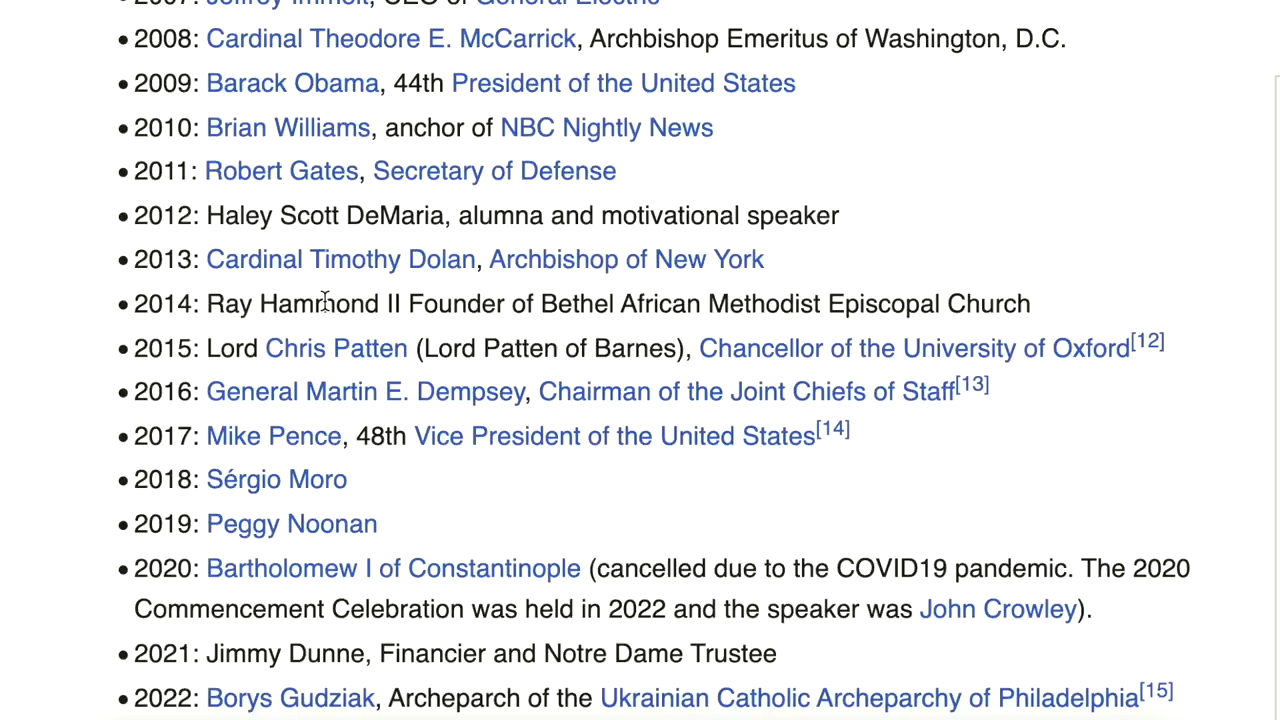 2007: Jeffrey Immelt, CEO of General Electric
• 2008: Cardinal Theodore E. McCarrick, Archbishop Emeritus of Washington, D.C.
• 2009: Barack Obama, 44th President of the United States
• 2010: Brian Williams, anchor of NBC Nightly News
• 2011: Robert Gates, Secretary of Defense
• 2012: Haley Scott DeMaria, alumna and motivational speaker
• 2013: Cardinal Timothy Dolan, Archbishop of New York
• 2014: Ray Hammond II Founder of Bethel African Methodist Episcopal Church
• 2015: Lord Chris Patten (Lord Patten of Barnes), Chancellor of the University of Oxford[12]
• 2016: General Martin E. Dempsey, Chairman of the Joint Chiefs of Staff[13]
• 2017: Mike Pence, 48th Vice President of the United States[14]
• 2018: Sérgio Moro
• 2019: Peggy Noonan
• 2020: Bartholomew I of Constantinople (cancelled due to the COVID19 pandemic. The 2020
Commencement Celebration was held in 2022 and the speaker was John Crowley).
• 2021: Jimmy Dunne, Financier and Notre Dame Trustee
• 2022: Borys Gudziak, Archeparch of the Ukrainian Catholic Archeparchy of Philadelphia[15]